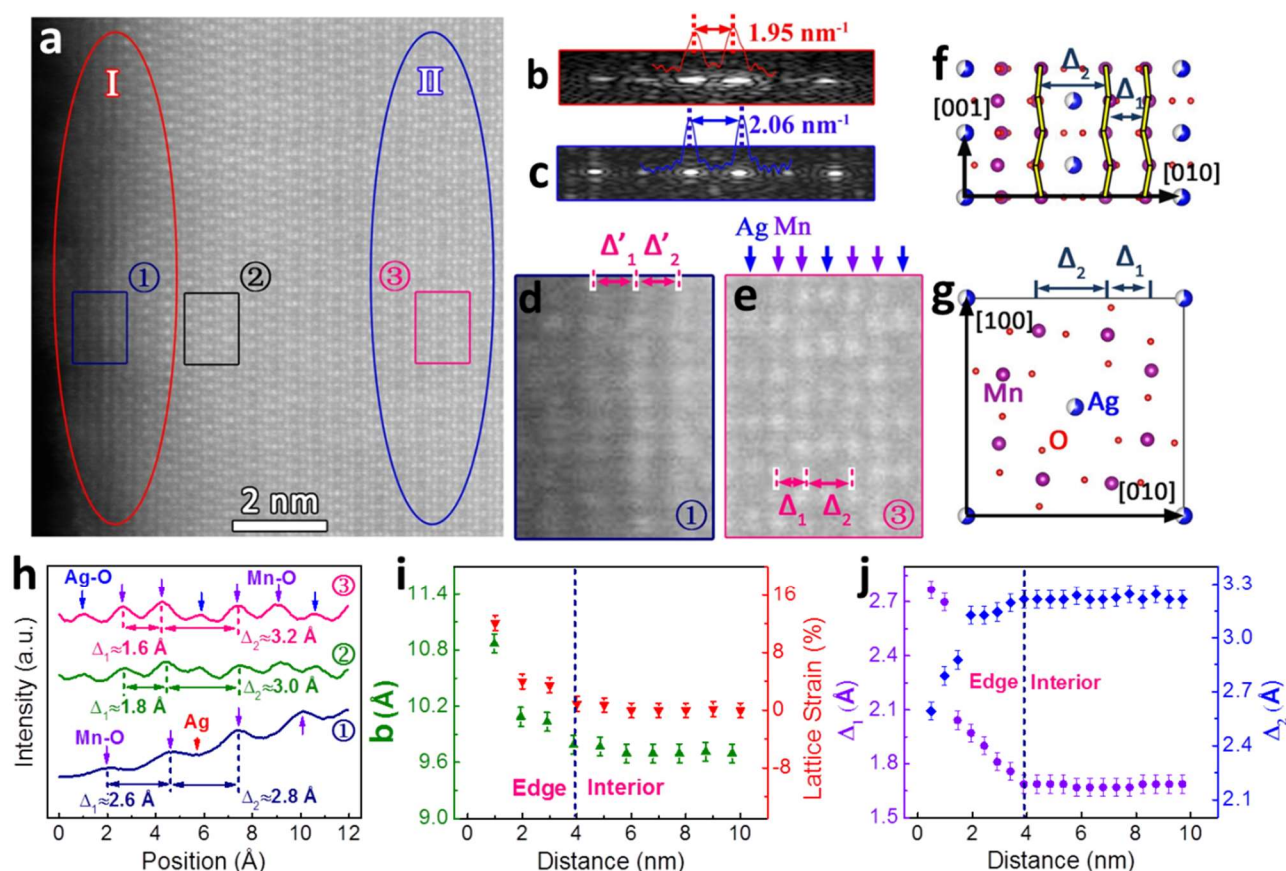 a
I
II
①
②
③
2 nm
b
1.95 nm⁻¹
c
2.06 nm⁻¹
Δ'₁ Δ'₂
d
①
Ag Mn
e
Δ₁ Δ₂
③
f
Δ₂
Δ₁
[001]
[010]
g
Δ₂ Δ₁
[100]
Mn
Ag
O
[010]
h
Ag-O Mn-O ③
Δ₁≈1.6 Å Δ₂≈3.2 Å
②
Δ₁≈1.8 Å Δ₂≈3.0 Å
Ag ①
Mn-O
Δ₁≈2.6 Å Δ₂≈2.8 Å
0 2 4 6 8 10 12
Position (Å)
Intensity (a.u.)
i
11.4
10.8
10.2
9.6
9.0
b (Å)
16
8
0
-8
Lattice Strain (%)
Edge Interior
0 2 4 6 8 10
Distance (nm)
j
2.7
2.4
2.1
1.8
1.5
Δ₁ (Å)
3.3
3.0
2.7
2.4
2.1
Δ₂ (Å)
Edge Interior
0 2 4 6 8 10
Distance (nm)